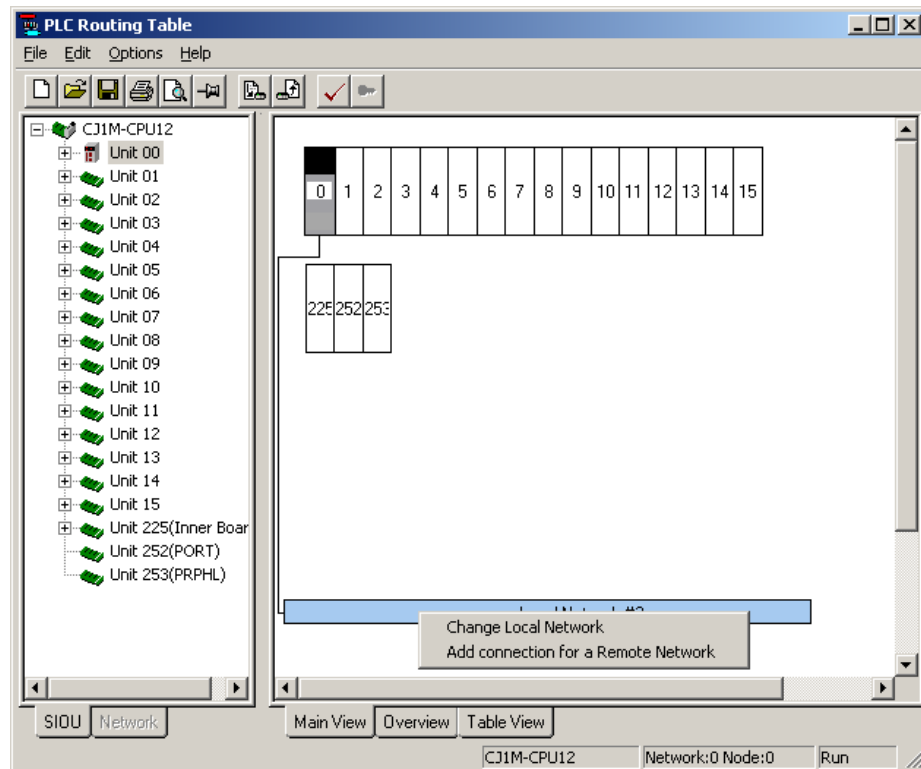 PLC Routing Table
File Edit Options Help
CJ1M-CPU12
Unit 00
Unit 01
Unit 02
Unit 03
Unit 04
Unit 05
Unit 06
Unit 07
Unit 08
Unit 09
Unit 10
Unit 11
Unit 12
Unit 13
Unit 14
Unit 15
Unit 225(Inner Boar
Unit 252(PORT)
Unit 253(PRPHL)
SIOU Network
0 1 2 3 4 5 6 7 8 9 10 11 12 13 14 15
225 252 253
Change Local Network
Add connection for a Remote Network
Main View Overview Table View
CJ1M-CPU12 Network:0 Node:0 Run